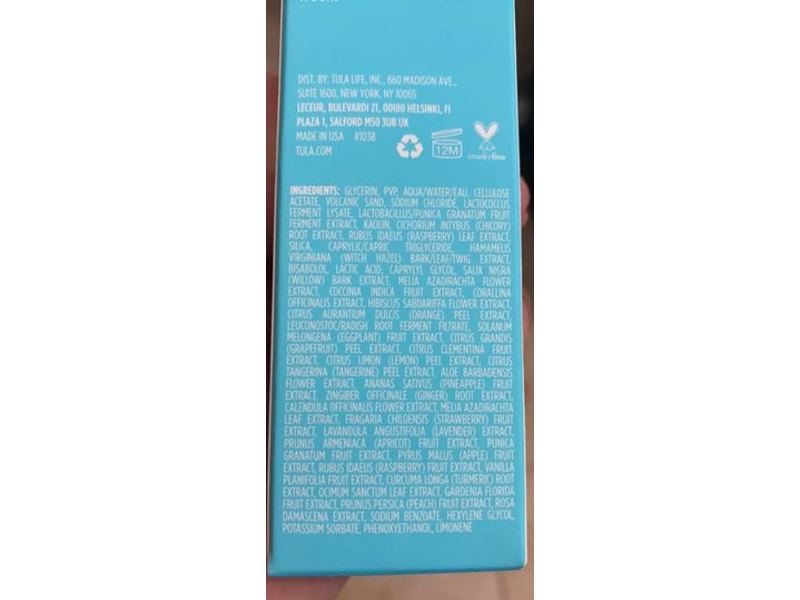 DIST. BY: TULA LIFE, INC., 660 MADISON AVE.,
SUITE 1600, NEW YORK, NY 10065
LECEUR, BULEVARDI 21, 00180 HELSINKI, FI
PLAZA 1, SALFORD M50 3UB UK
MADE IN USA #1038
TULA.COM
12M
crueltyfree
INGREDIENTS: GLYCERIN, PVP, AQUA/WATER/EAU, CELLULOSE
ACETATE, VOLCANIC SAND, SODIUM CHLORIDE, LACTOCOCCUS
FERMENT LYSATE, LACTOBACILLUS/PUNICA GRANATUM FRUIT
FERMENT EXTRACT, KAOLIN, CICHORIUM INTYBUS (CHICORY)
ROOT EXTRACT, RUBUS IDAEUS (RASPBERRY) LEAF EXTRACT,
SILICA, CAPRYLIC/CAPRIC TRIGLYCERIDE, HAMAMELIS
VIRGINIANA (WITCH HAZEL) BARK/LEAF/TWIG EXTRACT,
BISABOLOL, LACTIC ACID, CAPRYLYL GLYCOL, SALIX NIGRA
(WILLOW) BARK EXTRACT, MELIA AZADIRACHTA FLOWER
EXTRACT, COCCINIA INDICA FRUIT EXTRACT, CORALLINA
OFFICINALIS EXTRACT, HIBISCUS SABDARIFFA FLOWER EXTRACT,
CITRUS AURANTIUM DULCIS (ORANGE) PEEL EXTRACT,
LEUCONOSTOC/RADISH ROOT FERMENT FILTRATE, SOLANUM
MELONGENA (EGGPLANT) FRUIT EXTRACT, CITRUS GRANDIS
(GRAPEFRUIT) PEEL EXTRACT, CITRUS CLEMENTINA FRUIT
EXTRACT, CITRUS LIMON (LEMON) PEEL EXTRACT, CITRUS
TANGERINA (TANGERINE) PEEL EXTRACT, ALOE BARBADENSIS
FLOWER EXTRACT, ANANAS SATIVUS (PINEAPPLE) FRUIT
EXTRACT, ZINGIBER OFFICINALE (GINGER) ROOT EXTRACT,
CALENDULA OFFICINALIS FLOWER EXTRACT, MELIA AZADIRACHTA
LEAF EXTRACT, FRAGARIA CHILOENSIS (STRAWBERRY) FRUIT
EXTRACT, LAVANDULA ANGUSTIFOLIA (LAVENDER) EXTRACT,
PRUNUS ARMENIACA (APRICOT) FRUIT EXTRACT, PUNICA
GRANATUM FRUIT EXTRACT, PYRUS MALUS (APPLE) FRUIT
EXTRACT, RUBUS IDAEUS (RASPBERRY) FRUIT EXTRACT, VANILLA
PLANIFOLIA FRUIT EXTRACT, CURCUMA LONGA (TURMERIC) ROOT
EXTRACT, OCIMUM SANCTUM LEAF EXTRACT, GARDENIA FLORIDA
FRUIT EXTRACT, PRUNUS PERSICA (PEACH) FRUIT EXTRACT, ROSA
DAMASCENA EXTRACT, SODIUM BENZOATE, HEXYLENE GLYCOL,
POTASSIUM SORBATE, PHENOXYETHANOL, LIMONENE